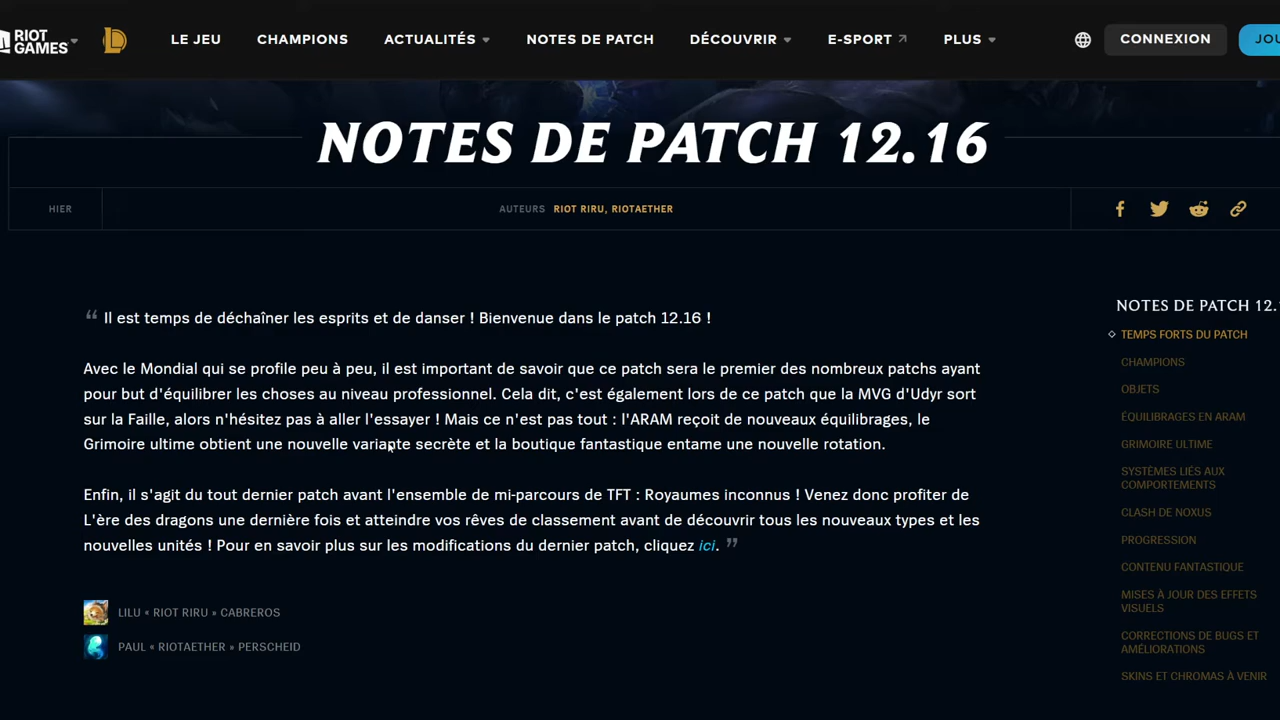 RIOT GAMES
LE JEU
CHAMPIONS
ACTUALITÉS
NOTES DE PATCH
DÉCOUVRIR
E-SPORT
PLUS
CONNEXION
JOU
NOTES DE PATCH 12.16
HIER
AUTEURS RIOT RIRU, RIOTAETHER
“ Il est temps de déchaîner les esprits et de danser ! Bienvenue dans le patch 12.16 !
Avec le Mondial qui se profile peu à peu, il est important de savoir que ce patch sera le premier des nombreux patchs ayant
pour but d'équilibrer les choses au niveau professionnel. Cela dit, c'est également lors de ce patch que la MVG d'Udyr sort
sur la Faille, alors n'hésitez pas à aller l'essayer ! Mais ce n'est pas tout : l'ARAM reçoit de nouveaux équilibrages, le
Grimoire ultime obtient une nouvelle variante secrète et la boutique fantastique entame une nouvelle rotation.
Enfin, il s'agit du tout dernier patch avant l'ensemble de mi-parcours de TFT : Royaumes inconnus ! Venez donc profiter de
L'ère des dragons une dernière fois et atteindre vos rêves de classement avant de découvrir tous les nouveaux types et les
nouvelles unités ! Pour en savoir plus sur les modifications du dernier patch, cliquez ici. ”
LILU « RIOT RIRU » CABREROS
PAUL « RIOTAETHER » PERSCHEID
NOTES DE PATCH 12.
TEMPS FORTS DU PATCH
CHAMPIONS
OBJETS
ÉQUILIBRAGES EN ARAM
GRIMOIRE ULTIME
SYSTÈMES LIÉS AUX
COMPORTEMENTS
CLASH DE NOXUS
PROGRESSION
CONTENU FANTASTIQUE
MISES À JOUR DES EFFETS
VISUELS
CORRECTIONS DE BUGS ET
AMÉLIORATIONS
SKINS ET CHROMAS À VENIR